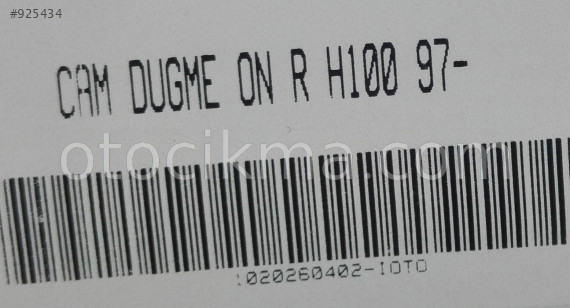 #925434
CAM DUGME ON R H100 97-
otocikma.com
1020260402-IOTO